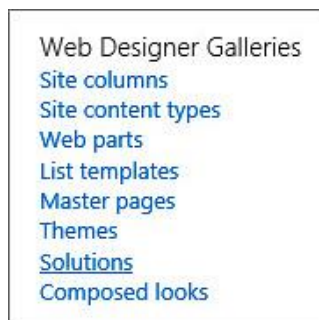 Web Designer Galleries
Site columns
Site content types
Web parts
List templates
Master pages
Themes
Solutions
Composed looks